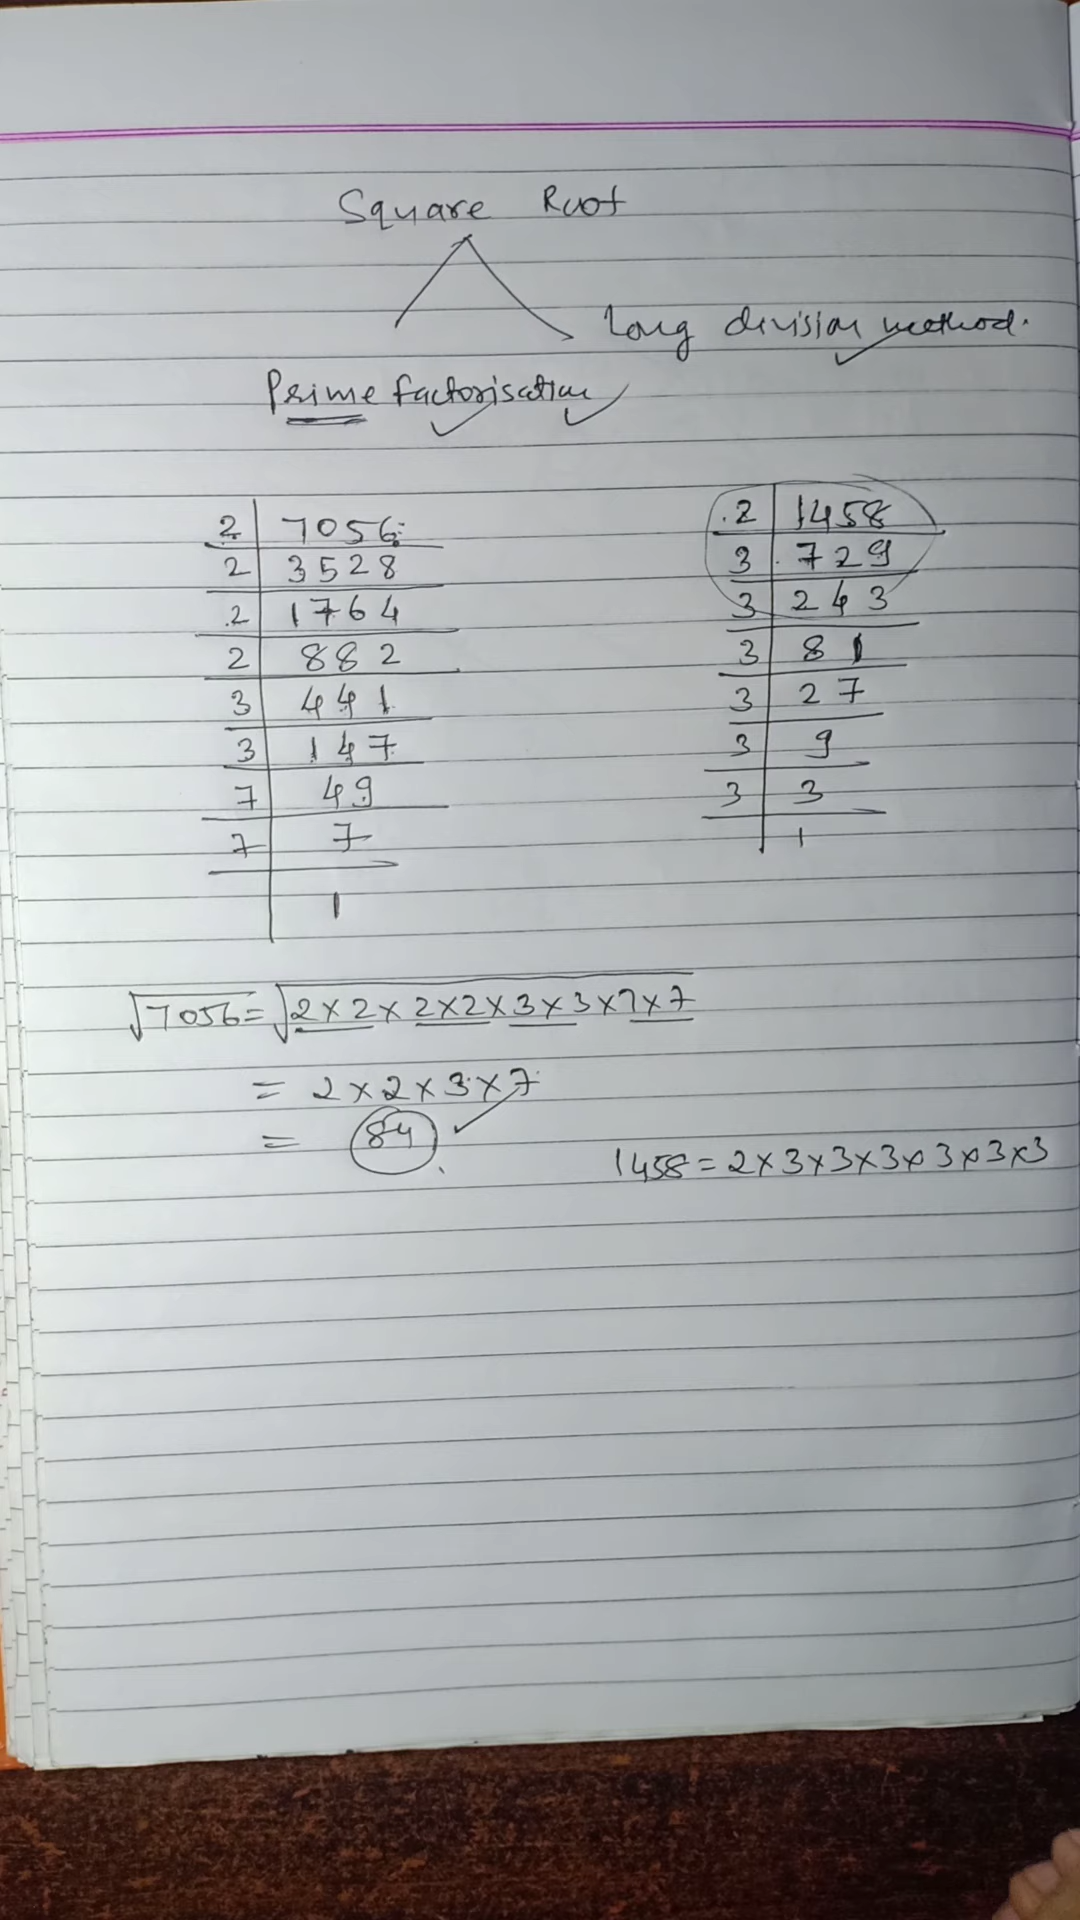 Square Root
Long division method.
Prime factorisation
2 | 7056
2 | 3528
2 | 1764
2 | 882
3 | 441
3 | 147
7 | 49
7 | 7
1
2 | 1458
3 | 729
3 | 243
3 | 81
3 | 27
3 | 9
3 | 3
1
√7056 = √2×2×2×2×3×3×7×7
= 2×2×3×7
= 84
1458 = 2×3×3×3×3×3×3